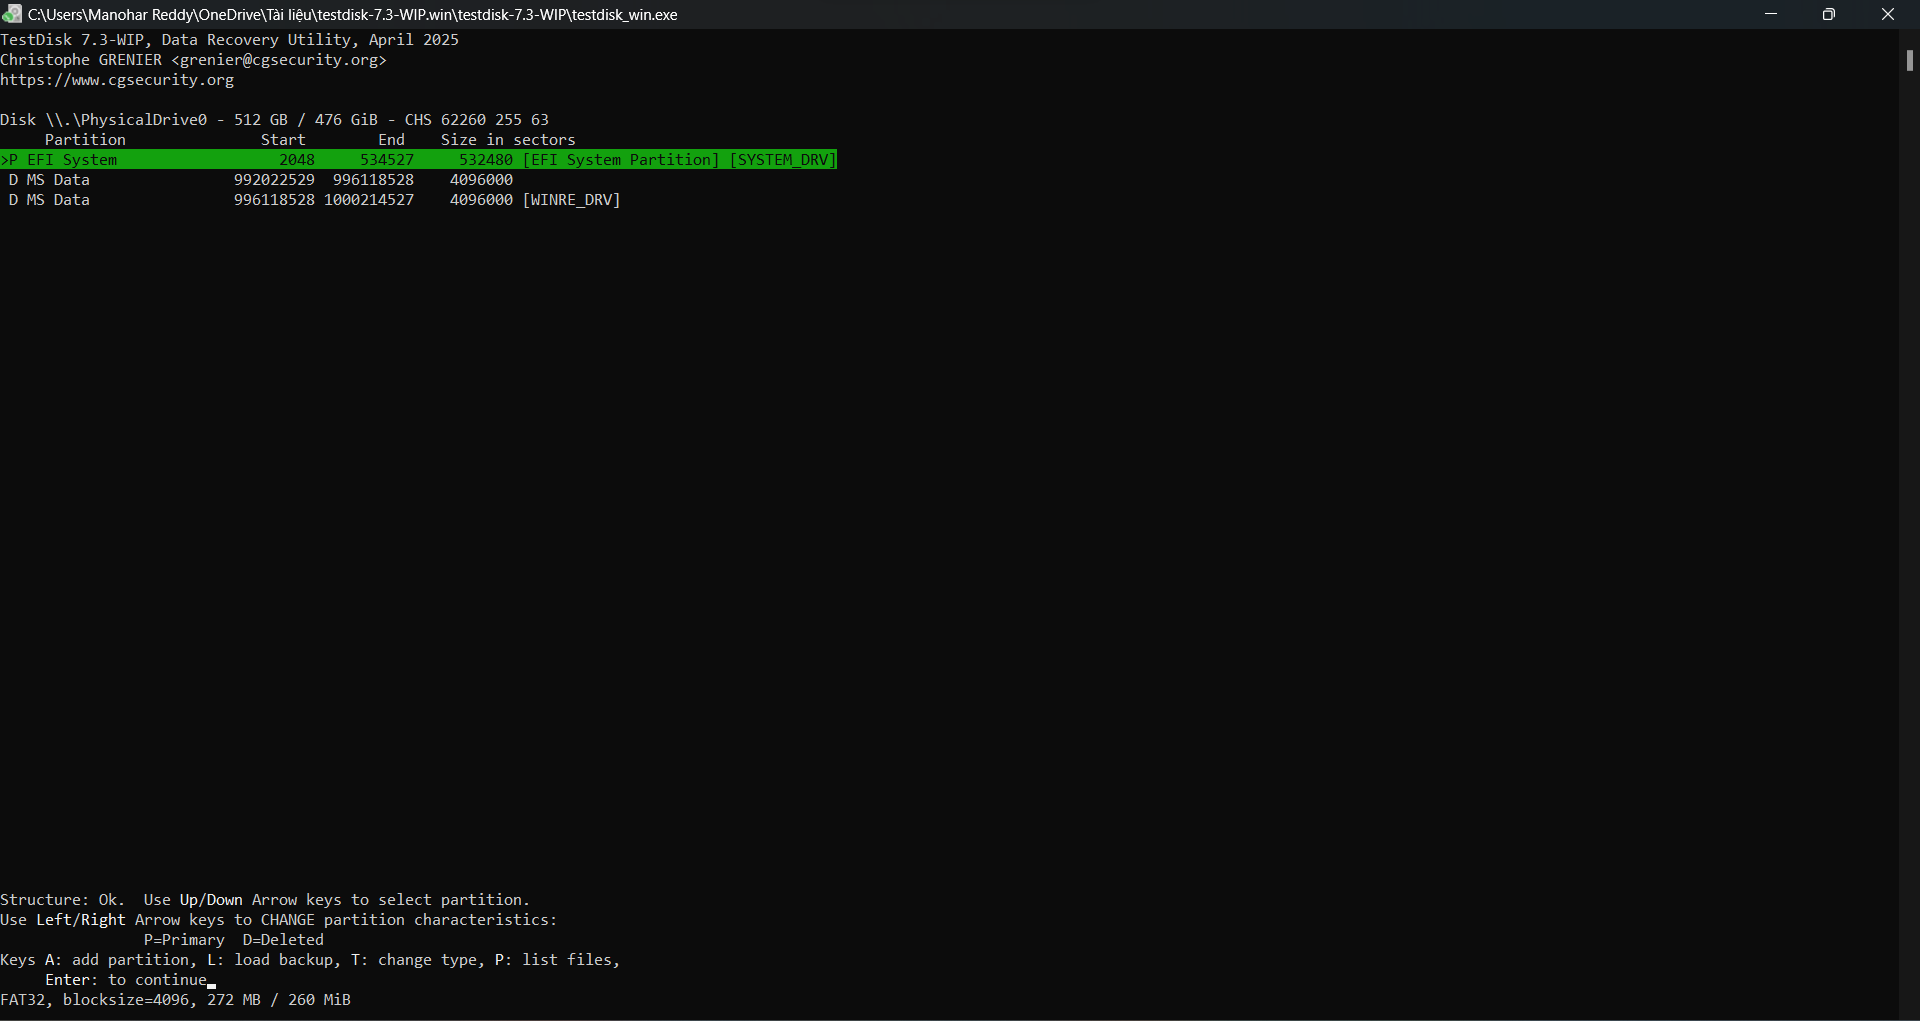 C:\Users\Manohar Reddy\OneDrive\Tài liệu\testdisk-7.3-WIP.win\testdisk-7.3-WIP\testdisk_win.exe
TestDisk 7.3-WIP, Data Recovery Utility, April 2025
Christophe GRENIER <grenier@cgsecurity.org>
https://www.cgsecurity.org
Disk \\.\PhysicalDrive0 - 512 GB / 476 GiB - CHS 62260 255 63
     Partition               Start        End    Size in sectors
>P EFI System                  2048     534527     532480 [EFI System Partition] [SYSTEM_DRV]
 D MS Data                992022529  996118528    4096000
 D MS Data                996118528 1000214527    4096000 [WINRE_DRV]
Structure: Ok.  Use Up/Down Arrow keys to select partition.
Use Left/Right Arrow keys to CHANGE partition characteristics:
                P=Primary  D=Deleted
Keys A: add partition, L: load backup, T: change type, P: list files,
     Enter: to continue
FAT32, blocksize=4096, 272 MB / 260 MiB